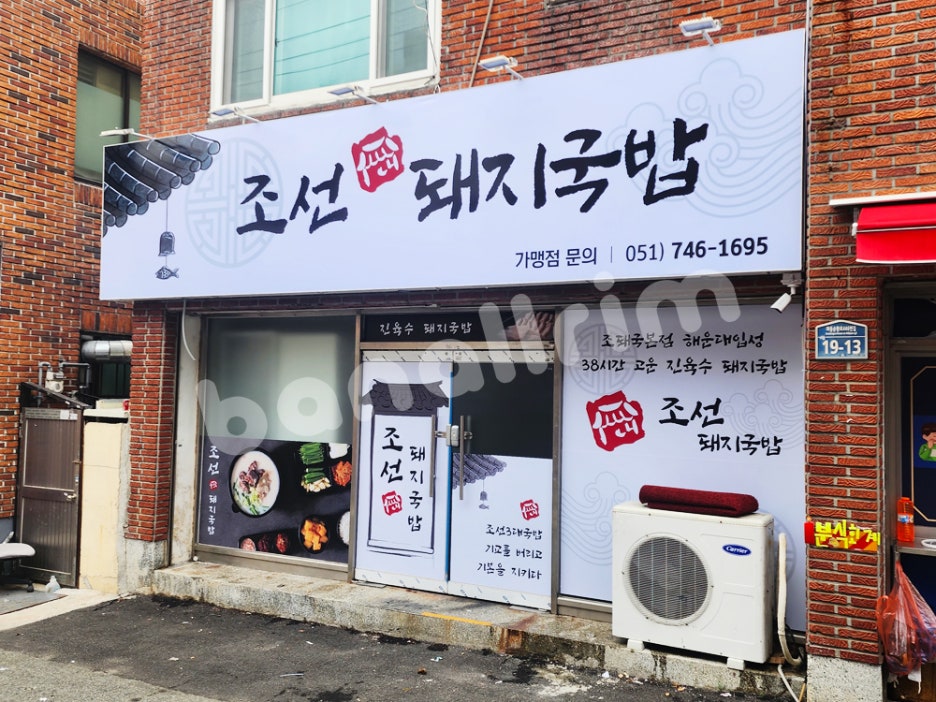 조선 돼지국밥
가맹점 문의 | 051) 746-1695
진육수 돼지국밥
조돼국본점 해운대입성
38시간 고운 진육수 돼지국밥
조선
돼지국밥
19-13
조선 돼지국밥
조선
돼지국밥
조선3대국밥
기교를 버리고
기본을 지키다
Carrier
분식
banalirim